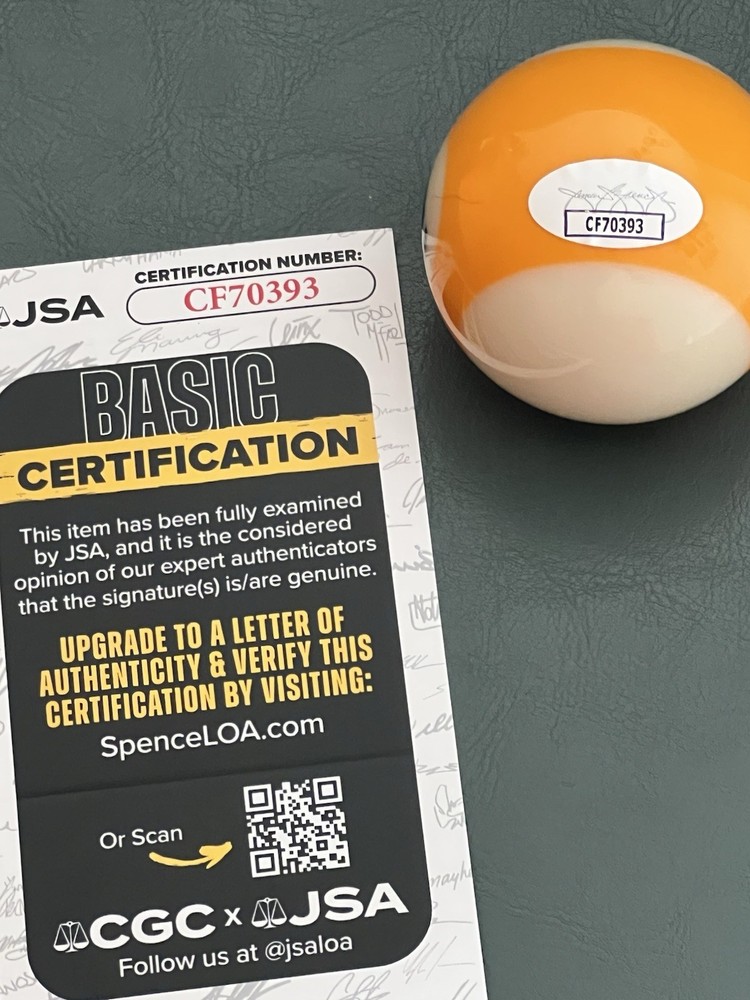 JSA
CERTIFICATION NUMBER:
CF70393
BASIC
CERTIFICATION
This item has been fully examined
by JSA, and it is the considered
opinion of our expert authenticators
that the signature(s) is/are genuine.
UPGRADE TO A LETTER OF
AUTHENTICITY & VERIFY THIS
CERTIFICATION BY VISITING:
SpenceLOA.com
Or Scan
CGC x JSA
Follow us at @jsaloa
CF70393